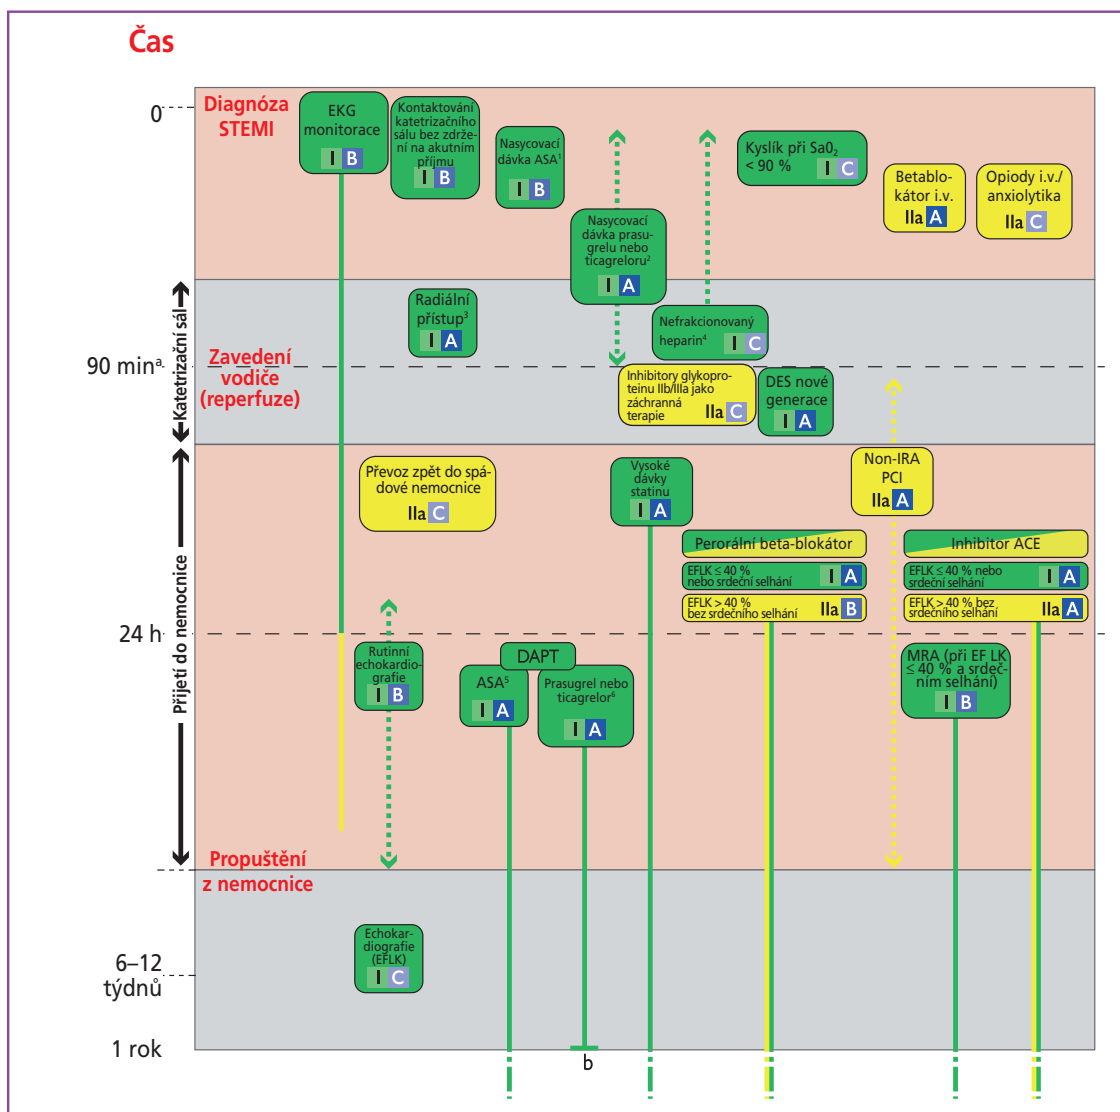 Čas
0
Diagnóza
STEMI
EKG
monitorace
I B
Kontaktování
katetrizačního
sálu bez zdrže-
ní na akutním
příjmu
I B
Nasycovací
dávka ASA1
I B
Nasycovací
dávka prasu-
grelu nebo
ticagreloru2
I A
Kyslík při Sa02
< 90 %
I C
Betablo-
kátor i.v.
IIa A
Opiody i.v./
anxiolytika
IIa C
Katetrizační sál
90 mina.
Zavedení
vodiče
(reperfuze)
Radiální
přístup3
I A
Nefrakcionovaný
heparin4 I C
Inhibitory glykopro-
teinu IIb/IIIa jako
záchranná
terapie
IIa C
DES nové
generace
I A
Přijetí do nemocnice
Převoz zpět do spá-
dové nemocnice
IIa C
Vysoké
dávky
statinu
I A
Non-IRA
PCI
IIa A
Perorální beta-blokátor
EFLK ≤ 40 %
nebo srdeční selhání
I A
EFLK > 40 %
bez srdečního selhání
IIa B
Inhibitor ACE
EFLK ≤ 40 % nebo
srdeční selhání
I A
EFLK > 40 % bez
srdečního selhání
IIa A
24 h
Rutinní
echokardio-
grafie
I B
DAPT
ASA5
I A
Prasugrel nebo
ticagrelor6
I A
MRA (při EF LK
≤ 40 % a srdeč-
ním selhání)
I B
Propuštění
z nemocnice
Echokar-
diografie
(EFLK)
I C
6–12
týdnů
1 rok
b